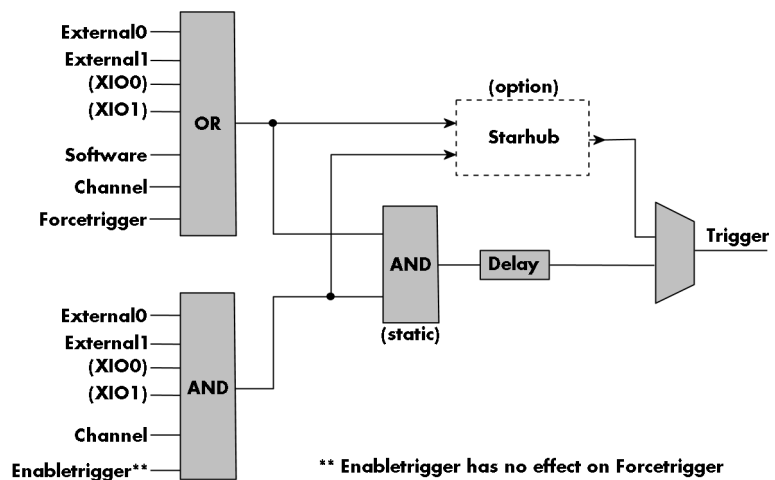 External0
External1
(XIO0)
(XIO1)
Software
Channel
Forcetrigger
OR
(option)
Starhub
AND
(static)
Delay
Trigger
External0
External1
(XIO0)
(XIO1)
Channel
Enabletrigger**
AND
** Enabletrigger has no effect on Forcetrigger